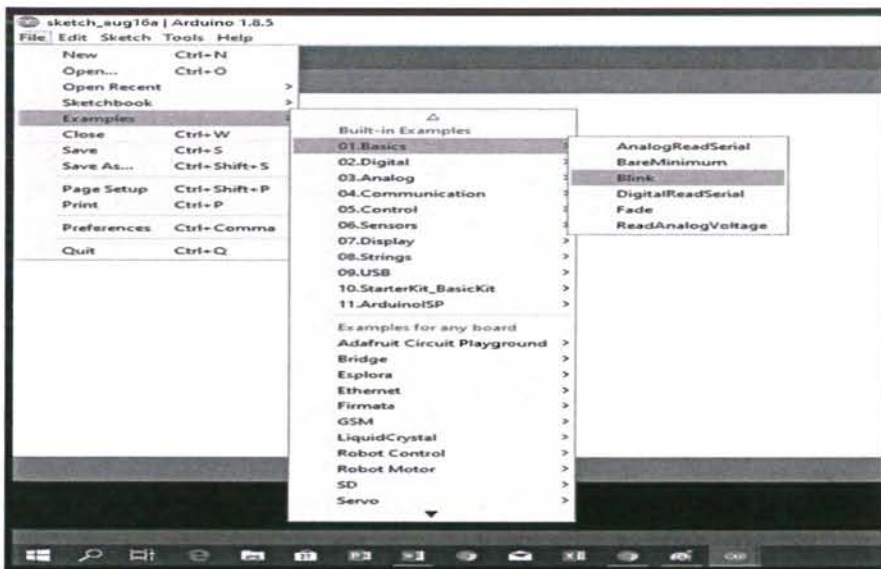 sketch_aug16a | Arduino 1.8.5
File Edit Sketch Tools Help
New Ctrl+N
Open... Ctrl+O
Open Recent >
Sketchbook >
Examples
Close Ctrl+W
Save Ctrl+S
Save As... Ctrl+Shift+S
Page Setup Ctrl+Shift+P
Print Ctrl+P
Preferences Ctrl+Comma
Quit Ctrl+Q
Built-in Examples
01.Basics
02.Digital
03.Analog
04.Communication
05.Control
06.Sensors >
07.Display >
08.Strings >
09.USB >
10.StarterKit_BasicKit >
11.ArduinoISP >
Examples for any board
Adafruit Circuit Playground >
Bridge >
Esplora >
Ethernet >
Firmata >
GSM >
LiquidCrystal >
Robot Control >
Robot Motor >
SD >
Servo >
AnalogReadSerial
BareMinimum
Blink
DigitalReadSerial
Fade
ReadAnalogVoltage